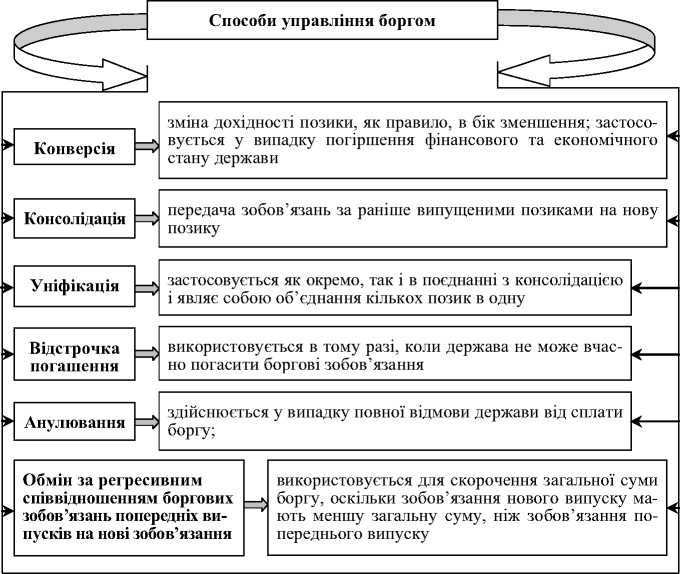 Способи управління боргом
Конверсія
зміна дохідності позики, як правило, в бік зменшення; застосо-
вується у випадку погіршення фінансового та економічного
стану держави
Консолідація
передача зобов’язань за раніше випущеними позиками на нову
позику
Уніфікація
застосовується як окремо, так і в поєднанні з консолідацією
і являє собою об’єднання кількох позик в одну
Відстрочка
погашення
використовується в тому разі, коли держава не може вчас-
но погасити боргові зобов’язання
Анулювання
здійснюється у випадку повної відмови держави від сплати
боргу;
Обмін за регресивним
співвідношенням боргових
зобов’язань попередніх ви-
пусків на нові зобов’язання
використовується для скорочення загальної суми
боргу, оскільки зобов’язання нового випуску ма-
ють меншу загальну суму, ніж зобов’язання по-
переднього випуску